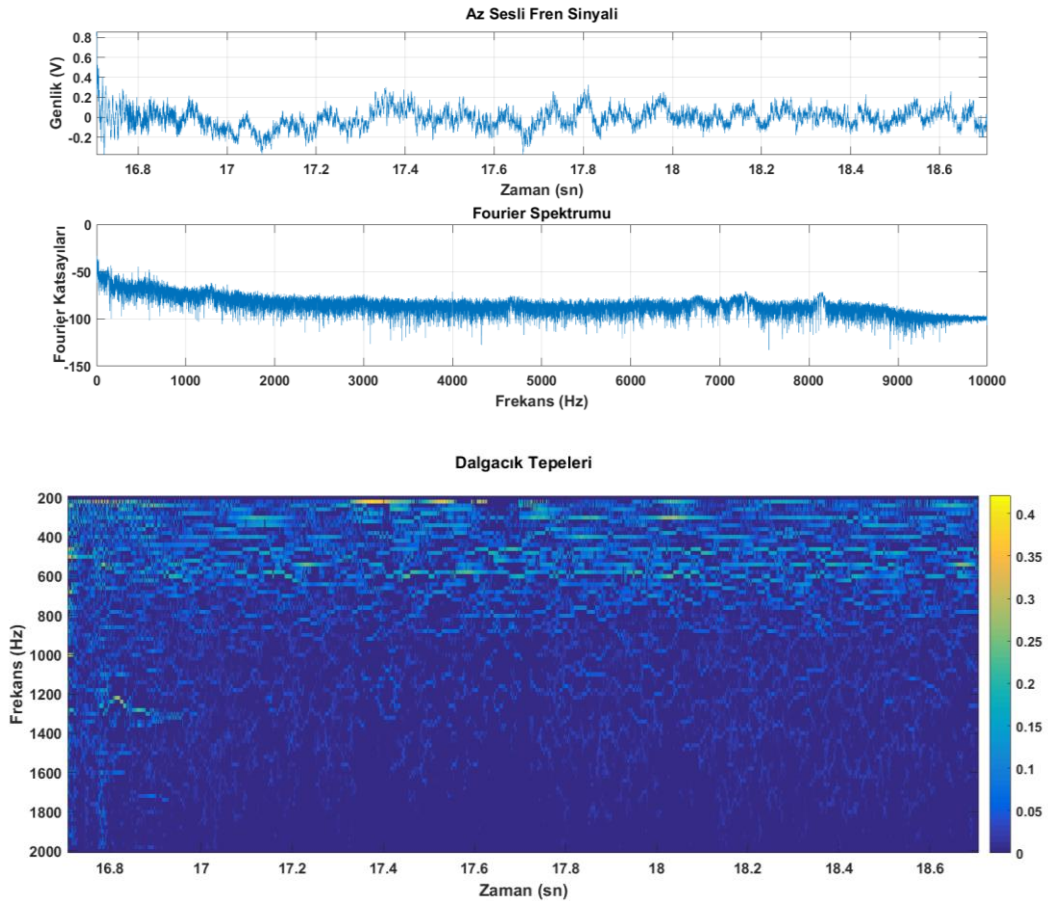 Az Sesli Fren Sinyali
0.8
0.6
0.4
0.2
0
-0.2
Genlik (V)
16.8 17 17.2 17.4 17.6 17.8 18 18.2 18.4 18.6
Zaman (sn)
Fourier Spektrumu
0
-50
-100
-150
Fourier Katsayıları
0 1000 2000 3000 4000 5000 6000 7000 8000 9000 10000
Frekans (Hz)
Dalgacık Tepeleri
200
400
600
800
1000
1200
1400
1600
1800
2000
Frekans (Hz)
16.8 17 17.2 17.4 17.6 17.8 18 18.2 18.4 18.6
Zaman (sn)
0.4
0.35
0.3
0.25
0.2
0.15
0.1
0.05
0